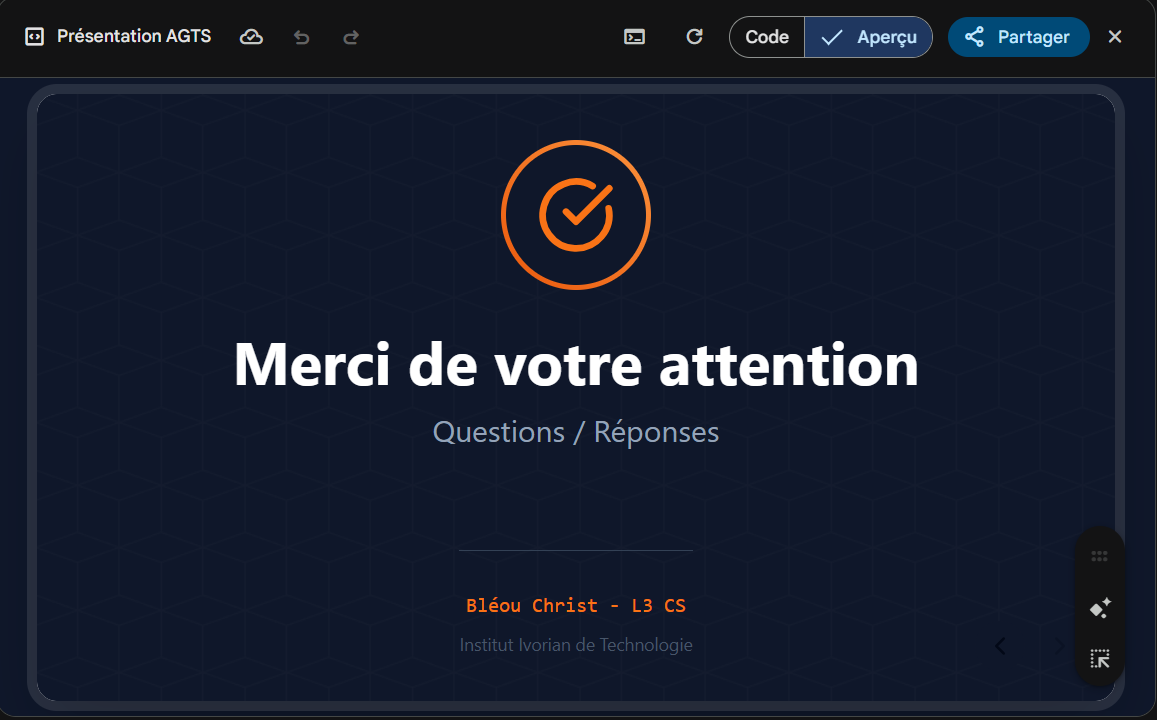 Présentation AGTS
Code
Aperçu
Partager
Merci de votre attention
Questions / Réponses
Bléou Christ - L3 CS
Institut Ivorian de Technologie